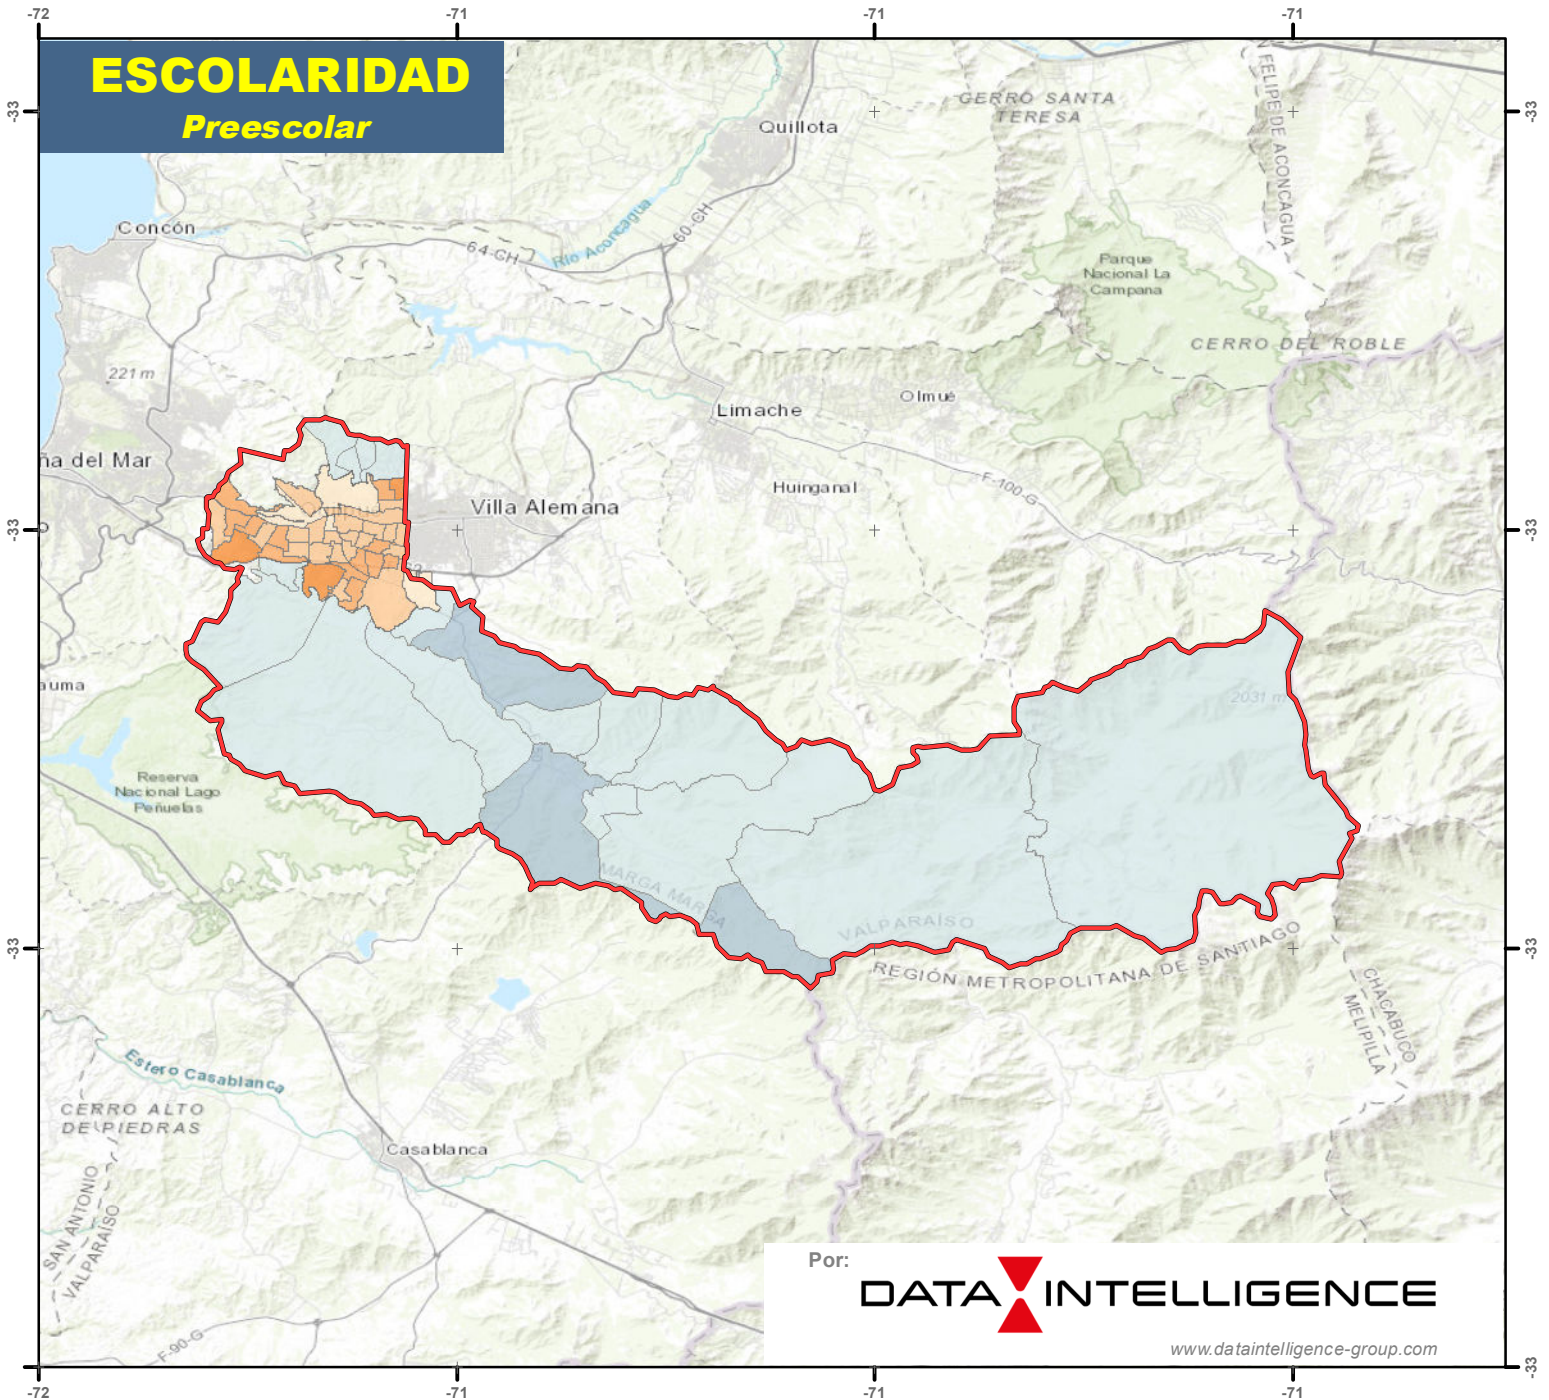 -72
-71
-71
-71
ESCOLARIDAD
Preescolar
-33
-33
CERRO SANTA
TERESA
FELIPE DE ACONCAGUA
Quillota
Concón
Río Aconcagua
60-CH
64-CH
Parque
Nacional La
Campana
CERRO DEL ROBLE
221 m
Olmué
Limache
ña del Mar
Huinganal
F-100-G
Villa Alemana
-33
-33
auma
2031 m
Reserva
Nacional Lago
Peñuelas
MARGA MARGA
VALPARAÍSO
-33
-33
REGIÓN METROPOLITANA DE SANTIAGO
CHACABUCO
MELIPILLA
Estero Casablanca
CERRO ALTO
DE PIEDRAS
Casablanca
SAN ANTONIO
VALPARAÍSO
F-90-G
Por:
DATA INTELLIGENCE
www.dataintelligence-group.com
-33
-33
-72
-71
-71
-71